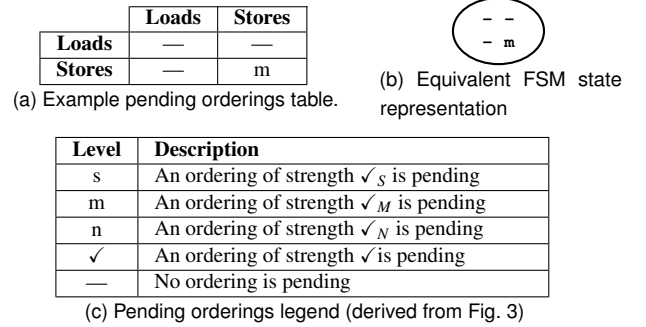 Loads Stores
Loads — —
Stores — m
(a) Example pending orderings table.
- -
- m
(b) Equivalent FSM state
representation
Level Description
s An ordering of strength ✓S is pending
m An ordering of strength ✓M is pending
n An ordering of strength ✓N is pending
✓ An ordering of strength ✓is pending
— No ordering is pending
(c) Pending orderings legend (derived from Fig. 3)